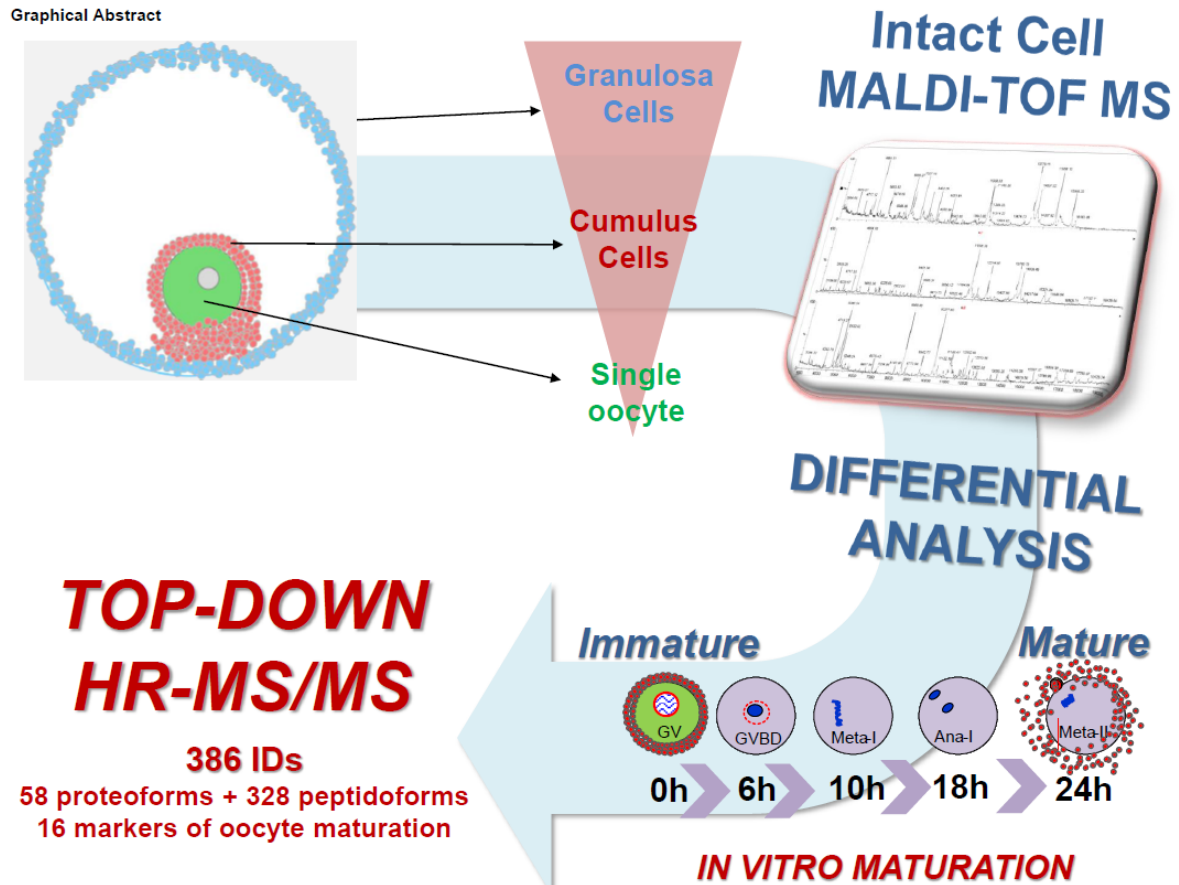 Graphical Abstract
Granulosa
Cells
Cumulus
Cells
Single
oocyte
Intact Cell
MALDI-TOF MS
DIFFERENTIAL
ANALYSIS
Immature
Mature
GV
GVBD
Meta-I
Ana-I
Meta-II
0h
6h
10h
18h
24h
IN VITRO MATURATION
TOP-DOWN
HR-MS/MS
386 IDs
58 proteoforms + 328 peptidoforms
16 markers of oocyte maturation